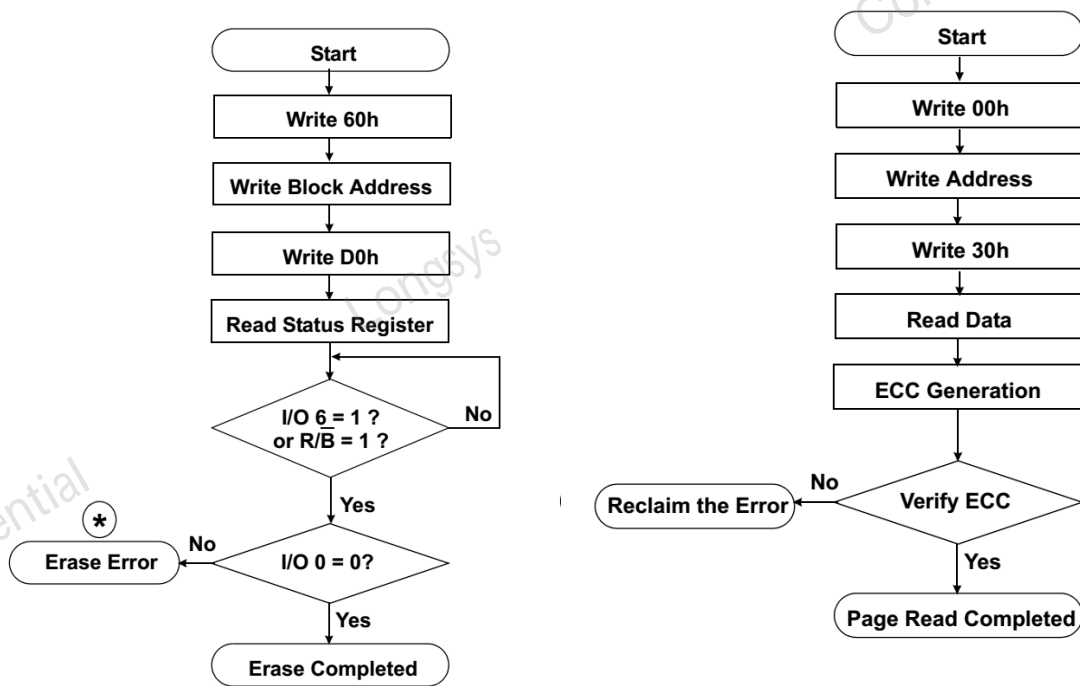 Start
Write 60h
Write Block Address
Write D0h
Read Status Register
I/O 6 = 1 ?
or R/B̅ = 1 ?
No
Yes
*
Erase Error
No
I/O 0 = 0?
Yes
Erase Completed
Longsys
Start
Write 00h
Write Address
Write 30h
Read Data
ECC Generation
Verify ECC
No
Reclaim the Error
Yes
Page Read Completed